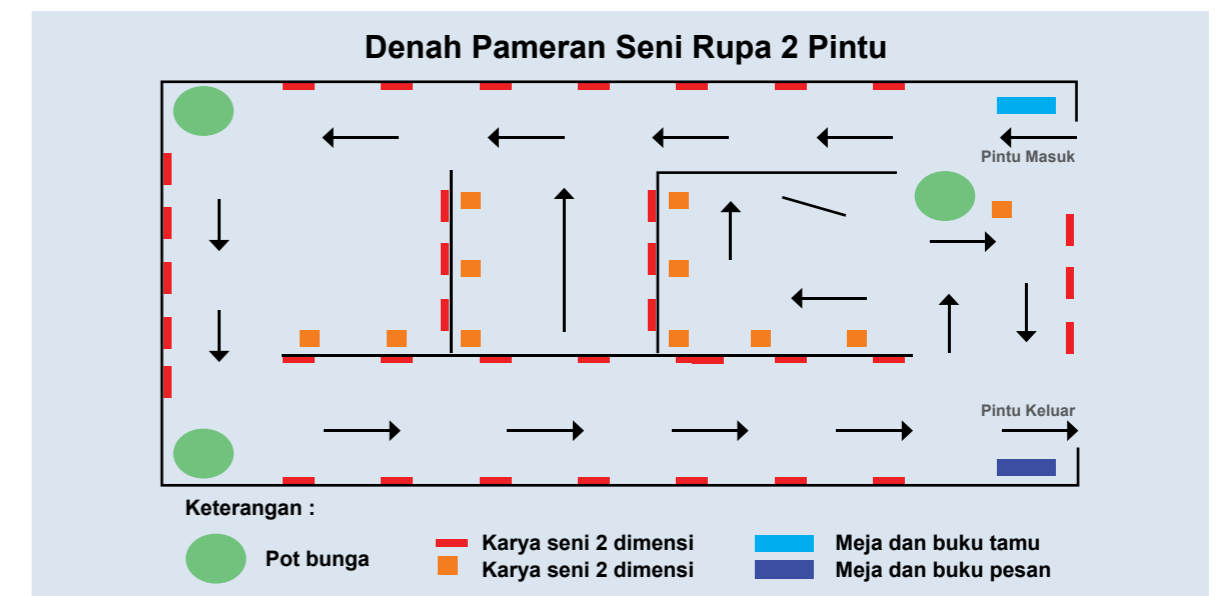 Denah Pameran Seni Rupa 2 Pintu
Pintu Masuk
Pintu Keluar
Keterangan :
Pot bunga
Karya seni 2 dimensi
Karya seni 2 dimensi
Meja dan buku tamu
Meja dan buku pesan